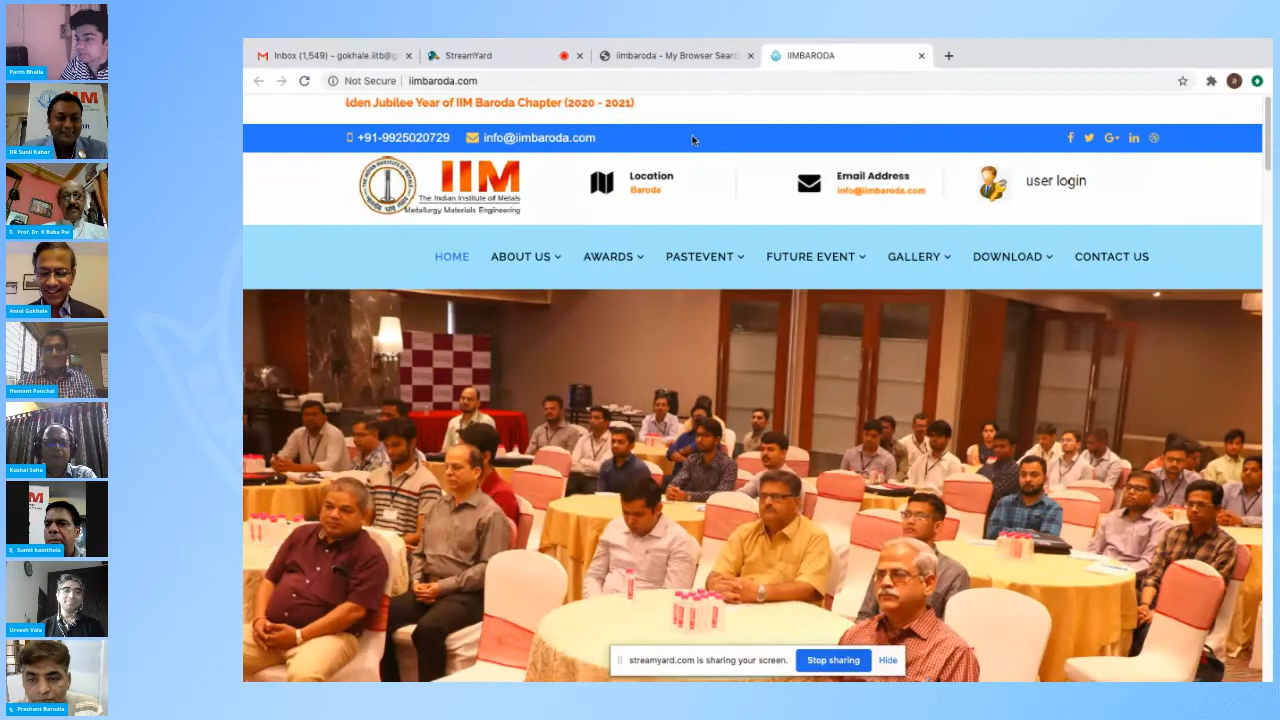 Parth Bhaila
DR Sunil Kahar
Prof. Dr. K Baba Pai
Amol Gokhale
Hemant Panchal
Kushal Saha
Sumit kainthola
Urvesh Vala
Prashant Barodia
Inbox (1,549) - gokhale.iitb@g
StreamYard
iimbaroda - My Browser Searc
IIMBARODA
Not Secure
iimbaroda.com
lden Jubilee Year of IIM Baroda Chapter (2020 - 2021)
+91-9925020729
info@iimbaroda.com
IIM
The Indian Institute of Metals
Metallurgy Materials Engineering
Location
Baroda
Email Address
info@iimbaroda.com
user login
HOME
ABOUT US
AWARDS
PASTEVENT
FUTURE EVENT
GALLERY
DOWNLOAD
CONTACT US
streamyard.com is sharing your screen.
Stop sharing
Hide